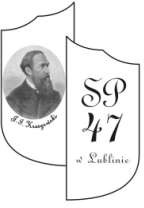 J. I. Kraszewski
SP
47
w Lublinie